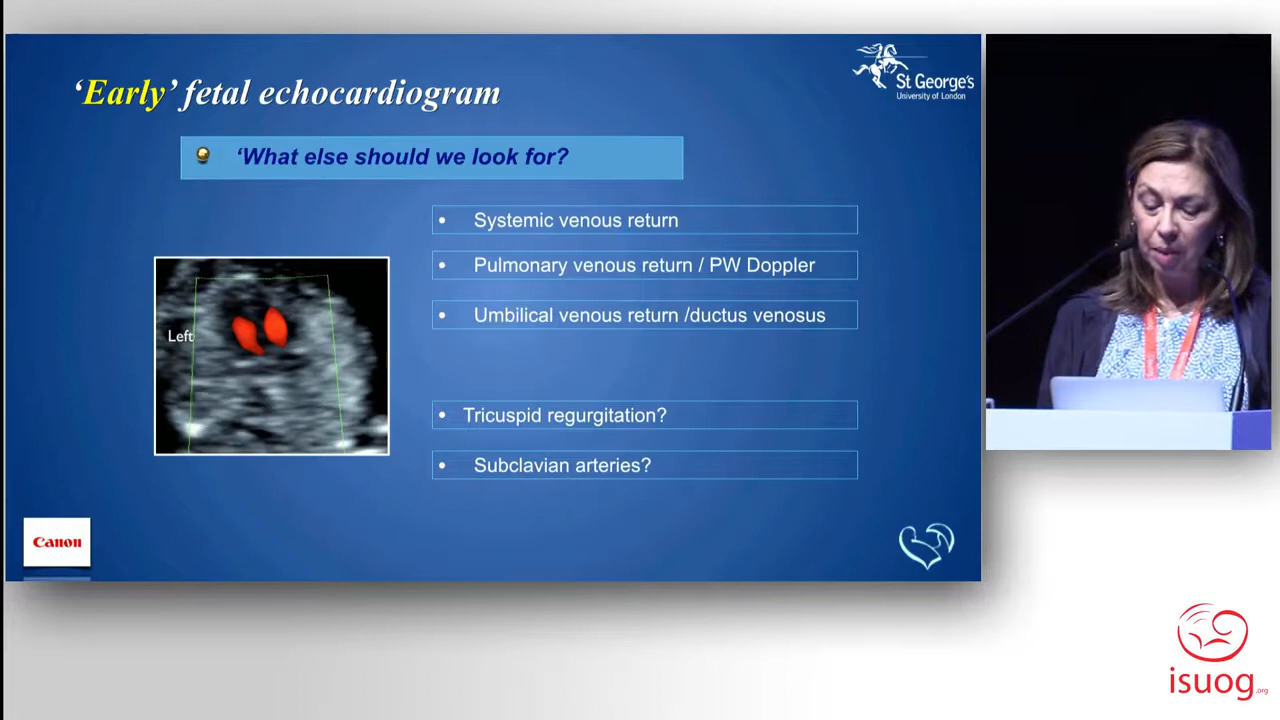 ‘Early’ fetal echocardiogram
St George's
University of London
‘What else should we look for?
• Systemic venous return
• Pulmonary venous return / PW Doppler
Left
• Umbilical venous return /ductus venosus
• Tricuspid regurgitation?
• Subclavian arteries?
Canon
isuog.org